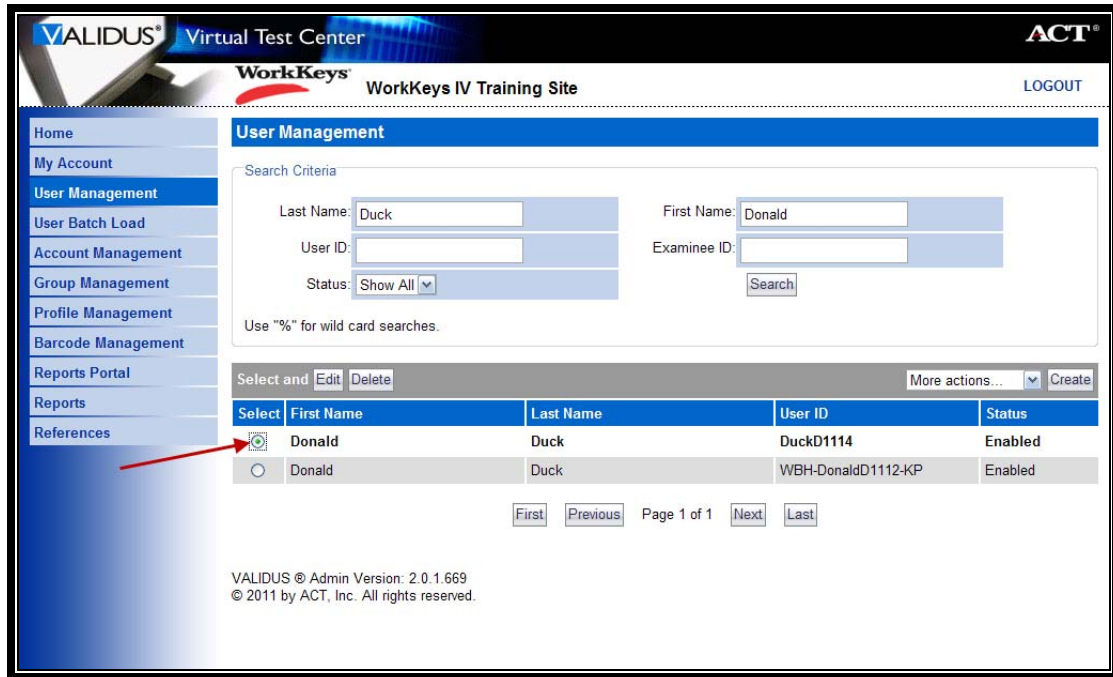 VALIDUS® Virtual Test Center ACT®
WorkKeys® WorkKeys IV Training Site LOGOUT
Home
My Account
User Management
User Batch Load
Account Management
Group Management
Profile Management
Barcode Management
Reports Portal
Reports
References
User Management
Search Criteria
Last Name: Duck First Name: Donald
User ID: Examinee ID:
Status: Show All Search
Use "%" for wild card searches.
Select and Edit Delete More actions... Create
Select First Name Last Name User ID Status
Donald Duck DuckD1114 Enabled
Donald Duck WBH-DonaldD1112-KP Enabled
First Previous Page 1 of 1 Next Last
VALIDUS ® Admin Version: 2.0.1.669
© 2011 by ACT, Inc. All rights reserved.